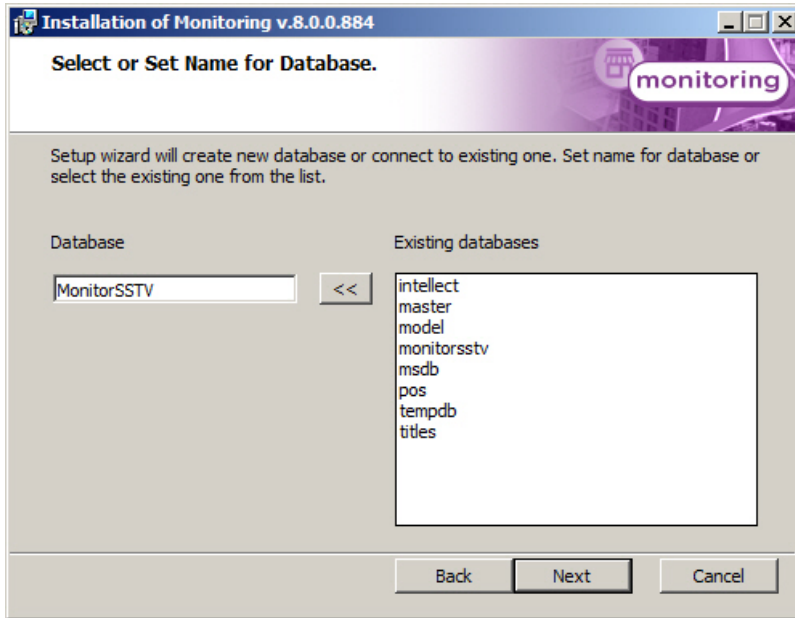 Installation of Monitoring v.8.0.0.884
Select or Set Name for Database.
monitoring
Setup wizard will create new database or connect to existing one. Set name for database or
select the existing one from the list.
Database
Existing databases
MonitorSSTV
<<
intellect
master
model
monitorsstv
msdb
pos
tempdb
titles
Back
Next
Cancel